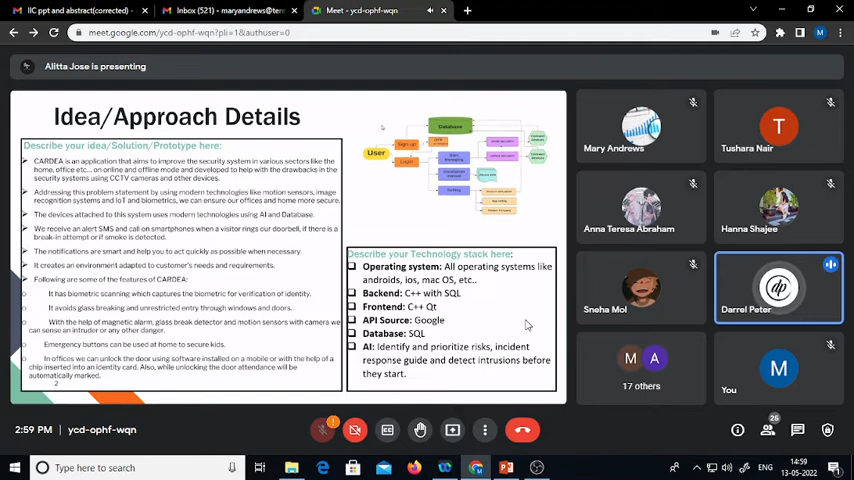 IIC ppt and abstract(corrected) -
Inbox (521) - maryandrews@ter
Meet - ycd-ophf-wqn
meet.google.com/ycd-ophf-wqn?pli=1&authuser=0
Alitta Jose is presenting
Idea/Approach Details
Describe your idea/Solution/Prototype here:
CARDEA is an application that aims to improve the security system in various sectors like the
home, office etc... on online and offline mode and developed to help with the drawbacks in the
security systems using CCTV cameras and other devices.
Addressing this problem statement by using modern technologies like motion sensors, image
recognition systems and IoT and biometrics, we can ensure our offices and home more secure.
The devices attached to this system uses modern technologies using AI and Database.
We receive an alert SMS and call on smartphones when a visitor rings our doorbell, if there is a
break-in attempt or if smoke is detected.
The notifications are smart and help you to act quickly as possible when necessary.
It creates an environment adapted to customer's needs and requirements.
Following are some of the features of CARDEA:
It has biometric scanning which captures the biometric for verification of identity.
It avoids glass breaking and unrestricted entry through windows and doors.
With the help of magnetic alarm, glass break detector and motion sensors with camera we
can sense an intruder or any other danger.
Emergency buttons can be used at home to secure kids.
In offices we can unlock the door using software installed on a mobile or with the help of a
chip inserted into an identity card. Also, while unlocking the door attendance will be
automatically marked.
2
Database
User
Sign up
Login
Describe your Technology stack here:
Operating system: All operating systems like
androids, ios, mac OS, etc..
Backend: C++ with SQL
Frontend: C++ Qt
API Source: Google
Database: SQL
AI: Identify and prioritize risks, incident
response guide and detect intrusions before
they start.
Mary Andrews
T
Tushara Nair
Anna Teresa Abraham
Hanna Shajee
Sneha Mol
dp
Darrel Peter
M
A
17 others
M
You
2:59 PM
ycd-ophf-wqn
26
Type here to search
ENG
14:59
13-05-2022